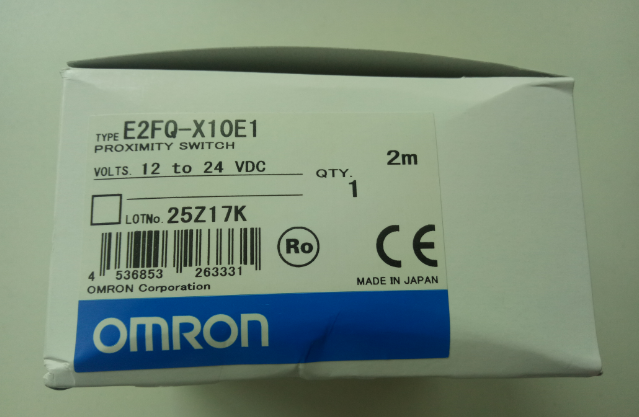 TYPE E2FQ-X10E1
PROXIMITY SWITCH
VOLTS. 12 to 24 VDC
QTY. 1
2m
LOTNo. 25Z17K
4 536853 263331
Ro
CE
OMRON Corporation
MADE IN JAPAN
OMRON